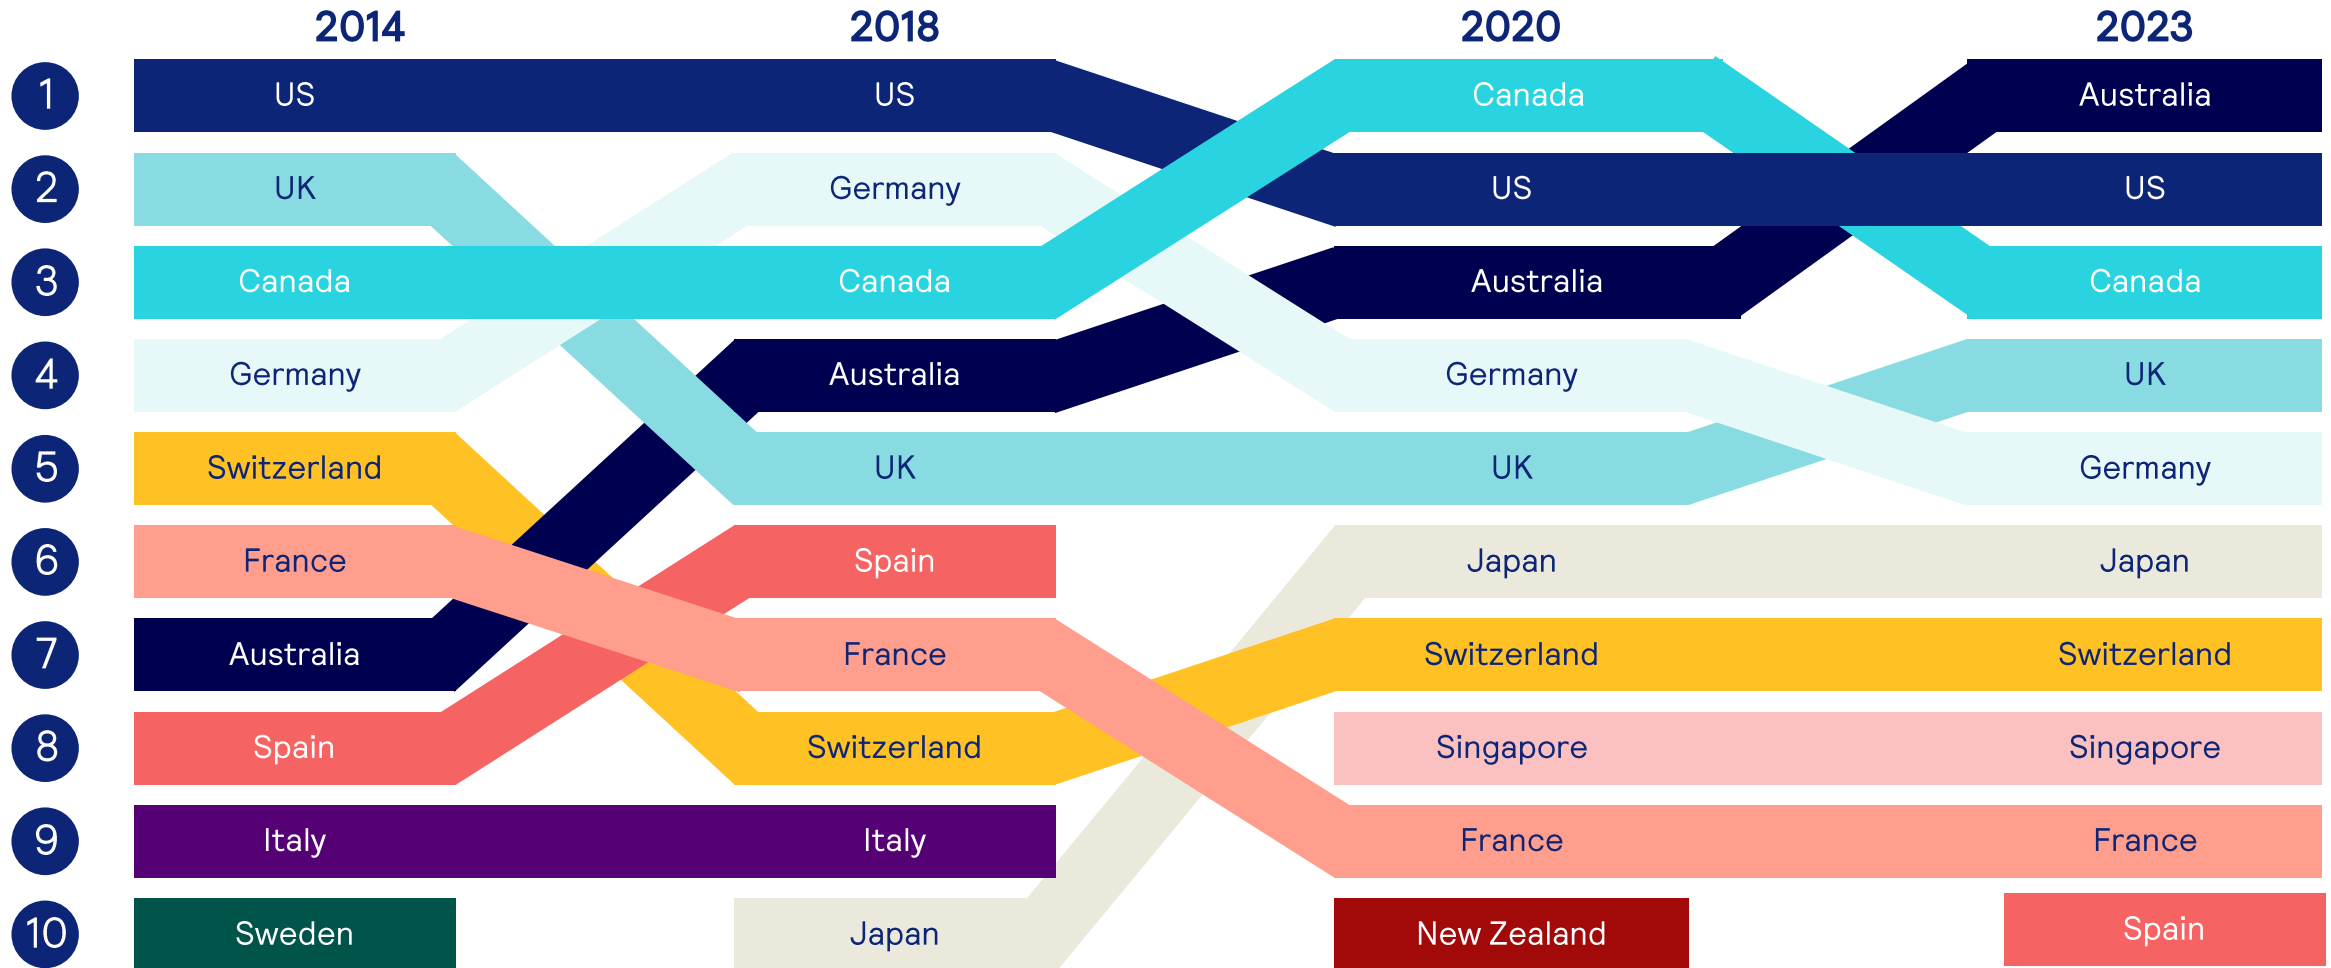 2014 2018 2020 2023
1 US US Canada Australia
2 UK Germany US US
3 Canada Canada Australia Canada
4 Germany Australia Germany UK
5 Switzerland UK UK Germany
6 France Spain Japan Japan
7 Australia France Switzerland Switzerland
8 Spain Switzerland Singapore Singapore
9 Italy Italy France France
10 Sweden Japan New Zealand Spain